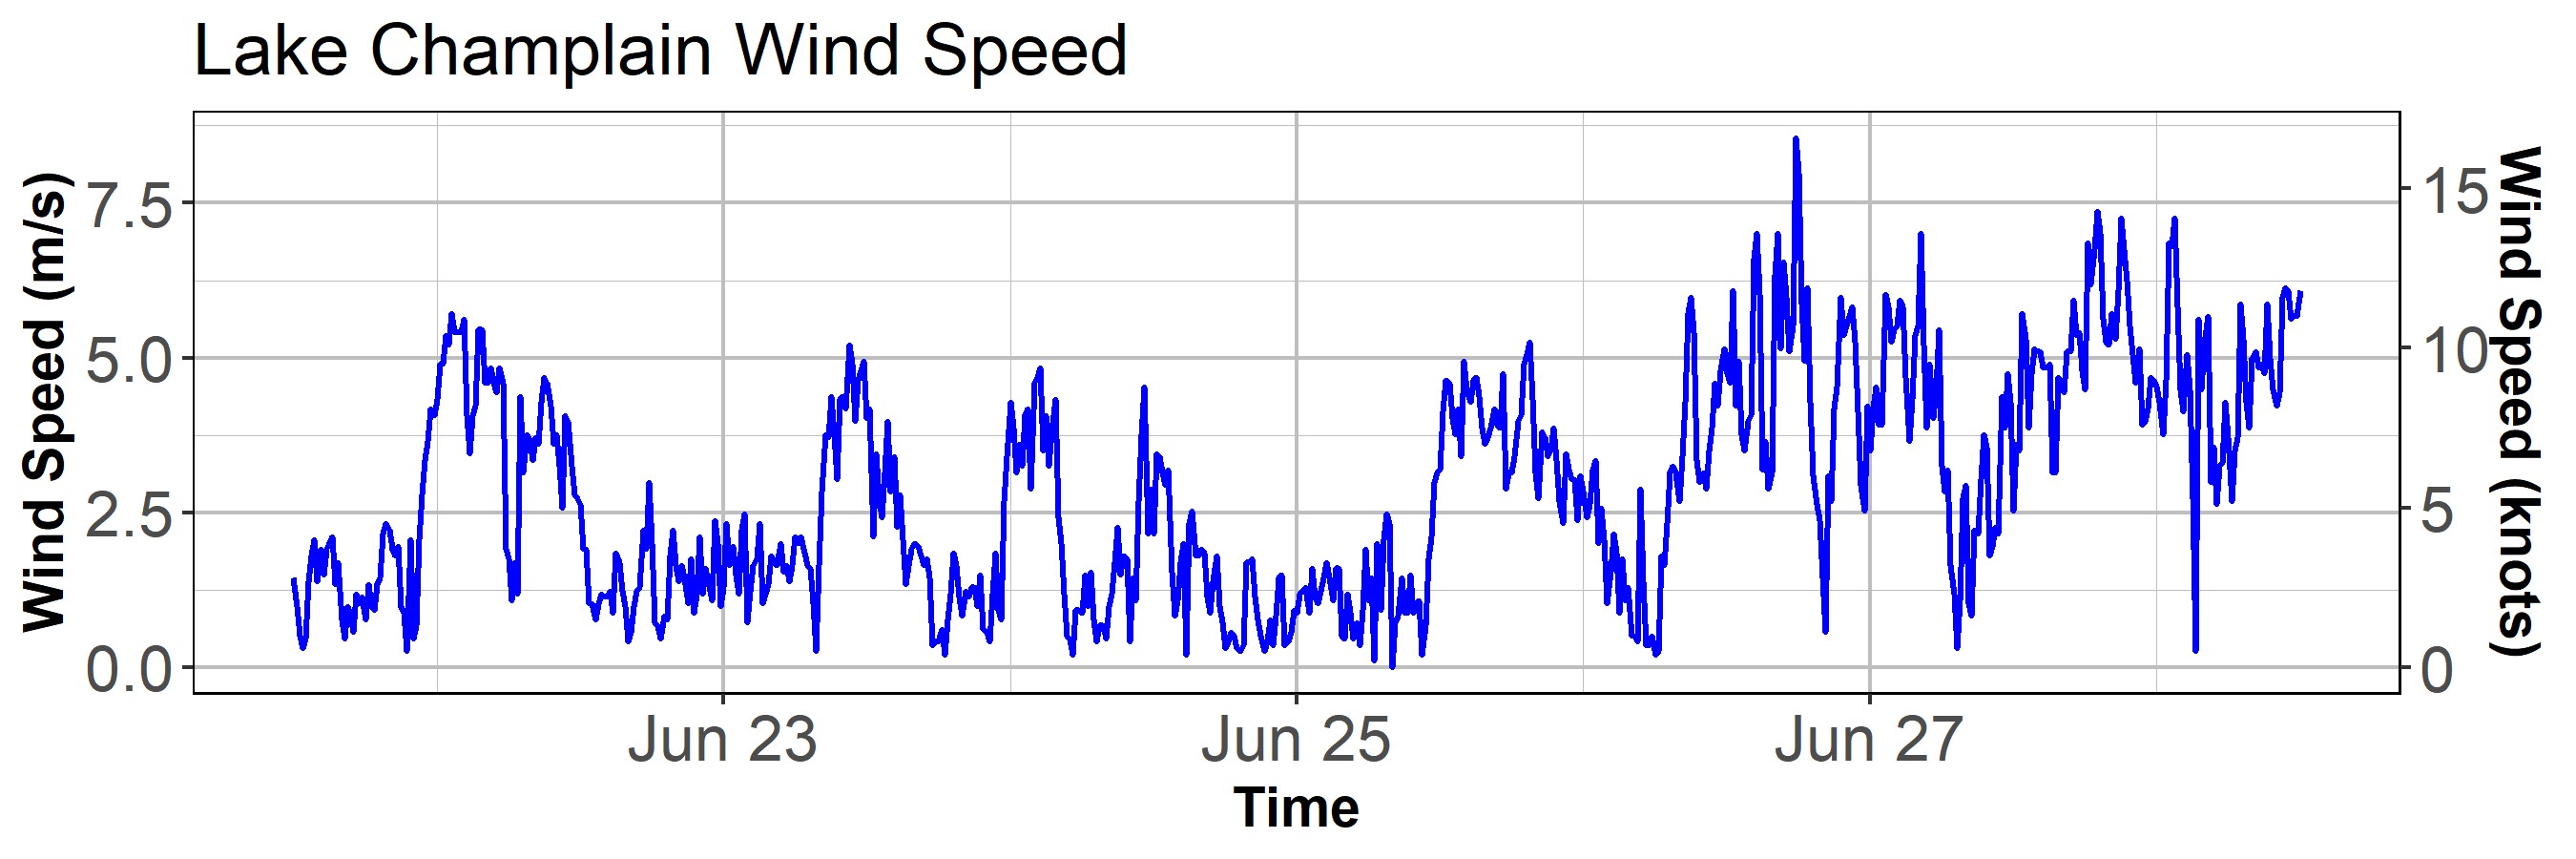 Lake Champlain Wind Speed
Wind Speed (m/s)
7.5
5.0
2.5
0.0
15
10
5
0
Wind Speed (knots)
Jun 23
Jun 25
Jun 27
Time